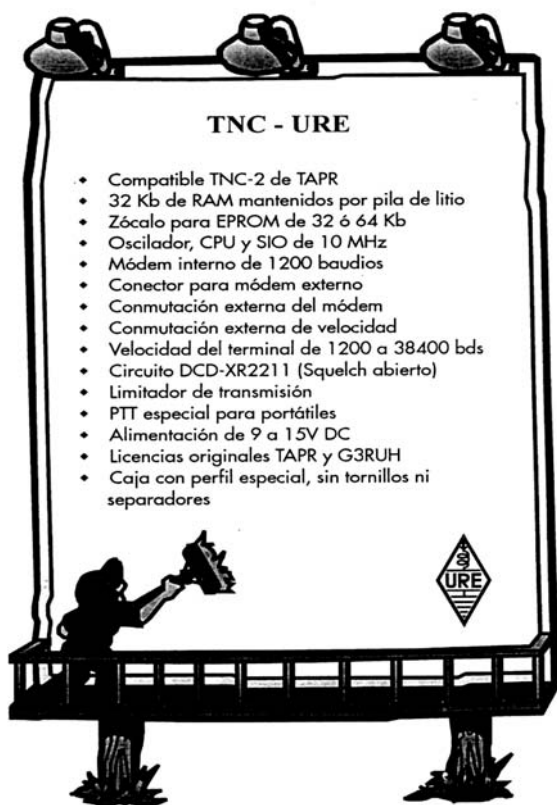 TNC - URE
♦ Compatible TNC-2 de TAPR
♦ 32 Kb de RAM mantenidos por pila de litio
♦ Zócalo para EPROM de 32 ó 64 Kb
♦ Oscilador, CPU y SIO de 10 MHz
♦ Módem interno de 1200 baudios
♦ Conector para módem externo
♦ Conmutación externa del módem
♦ Conmutación externa de velocidad
♦ Velocidad del terminal de 1200 a 38400 bds
♦ Circuito DCD-XR2211 (Squelch abierto)
♦ Limitador de transmisión
♦ PTT especial para portátiles
♦ Alimentación de 9 a 15V DC
♦ Licencias originales TAPR y G3RUH
♦ Caja con perfil especial, sin tornillos ni
separadores
URE